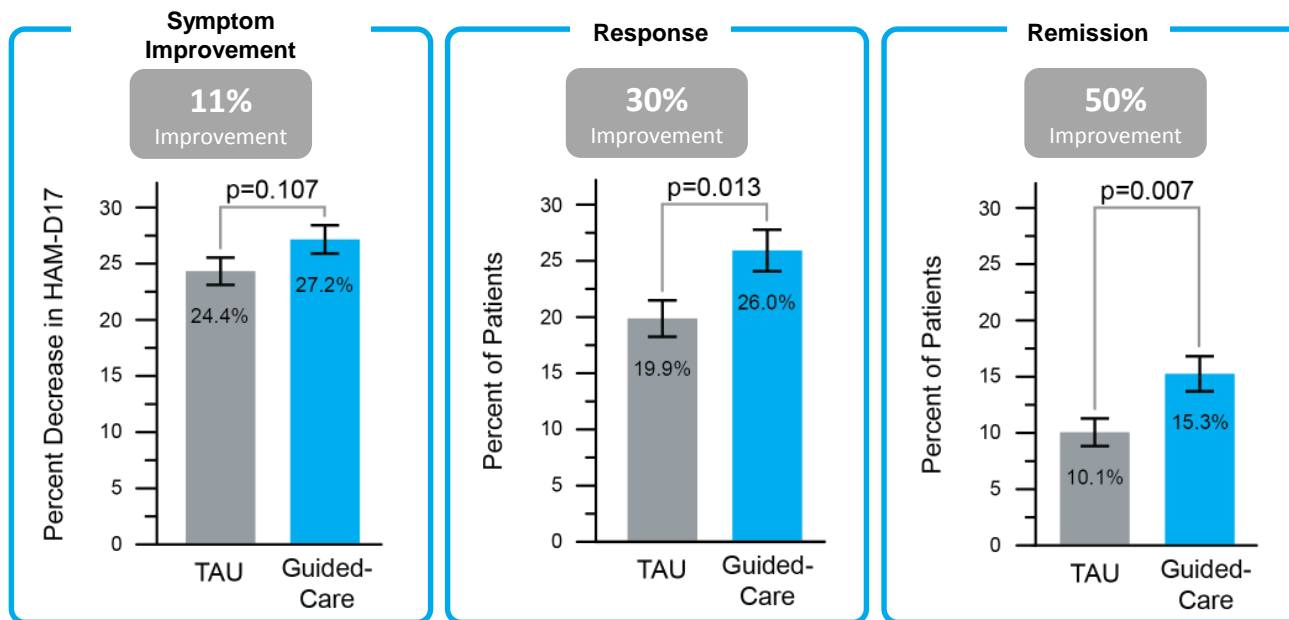 Symptom
Improvement
11%
Improvement
p=0.107
Percent Decrease in HAM-D17
30
25
20
15
10
5
0
24.4%
27.2%
TAU
Guided-
Care
Response
30%
Improvement
p=0.013
Percent of Patients
30
25
20
15
10
5
0
19.9%
26.0%
TAU
Guided-
Care
Remission
50%
Improvement
p=0.007
Percent of Patients
30
25
20
15
10
5
0
10.1%
15.3%
TAU
Guided-
Care